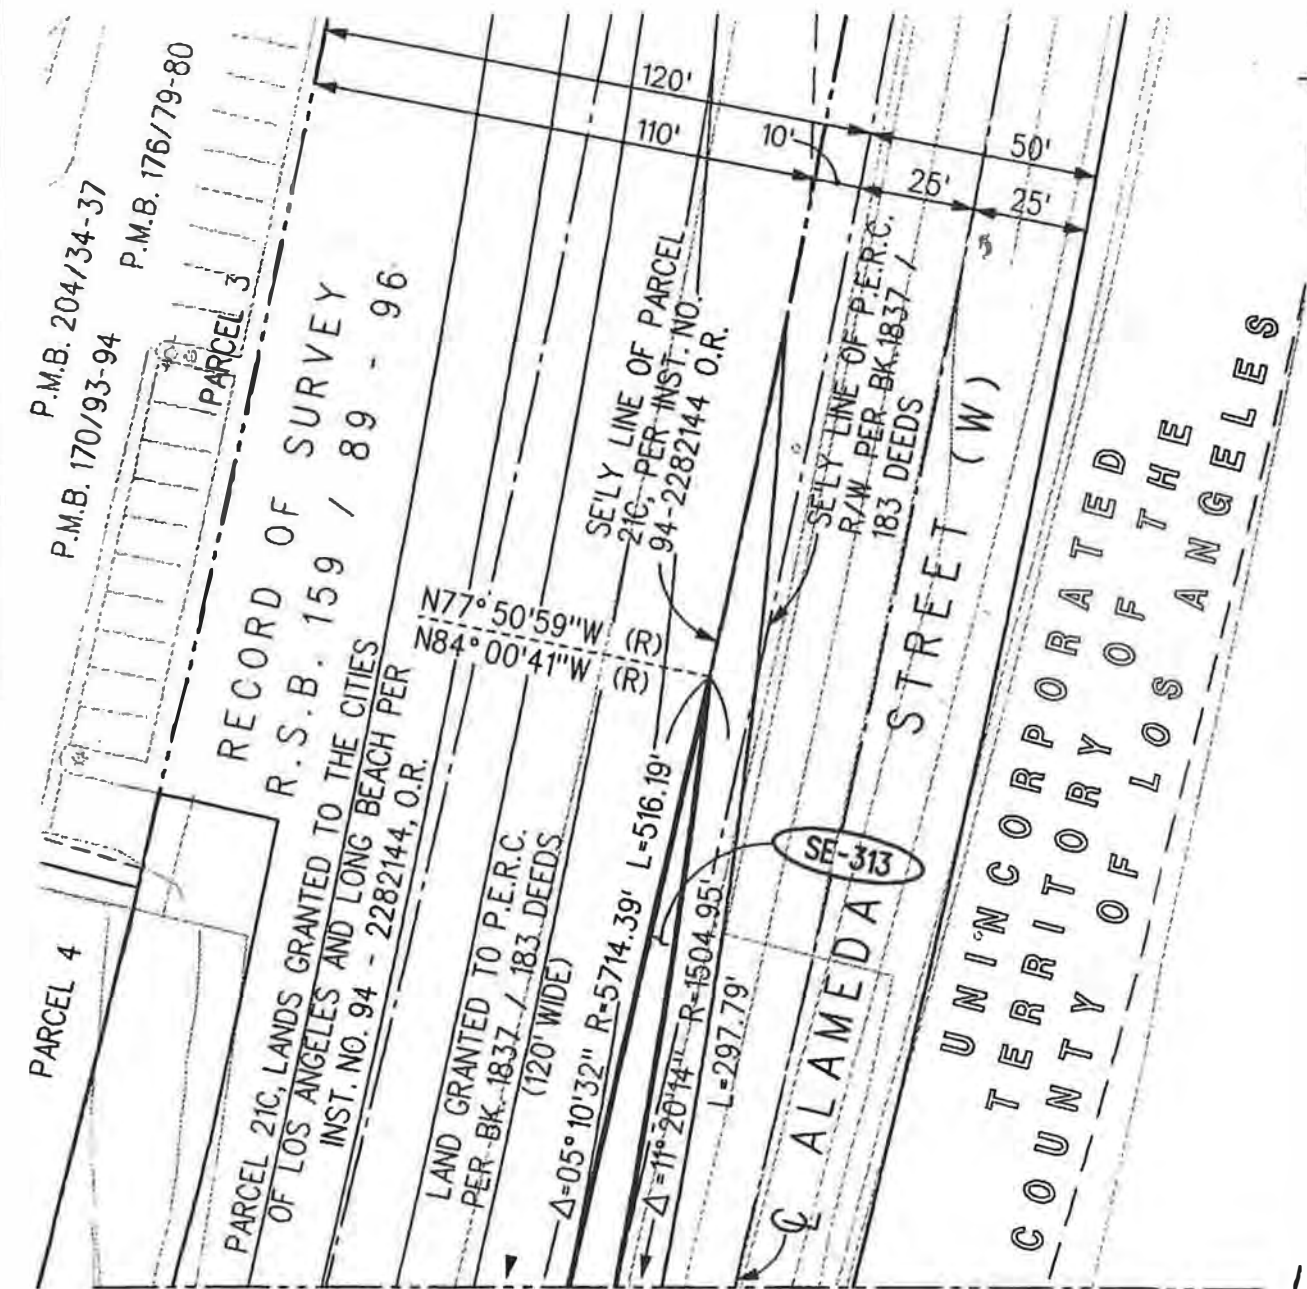 120'
110'
10'
50'
25'
25'
P.M.B. 204/34-37
P.M.B. 176/79-80
P.M.B. 170/93-94
PARCEL 3
RECORD OF SURVEY
R.S.B. 159 / 89 - 96
SE'LY LINE OF PARCEL
21C, PER INST. NO.
94-2282144 O.R.
SE'LY LINE OF P.E.R.C.
R/W PER BK.1837 /
183 DEEDS
N77°50'59"W (R)
N84°00'41"W (R)
PARCEL 4
PARCEL 21C, LANDS GRANTED TO THE CITIES
OF LOS ANGELES AND LONG BEACH PER
INST. NO. 94 - 2282144, O.R.
LAND GRANTED TO P.E.R.C.
PER BK. 1837 / 183 DEEDS
(120' WIDE)
Δ=05°10'32" R=5714.39' L=516.19'
Δ=11°20'14" R=1504.95'
L=297.79'
SE-313
℄ ALAMEDA STREET (W)
UNINCORPORATED
TERRITORY OF THE
COUNTY OF LOS ANGELES